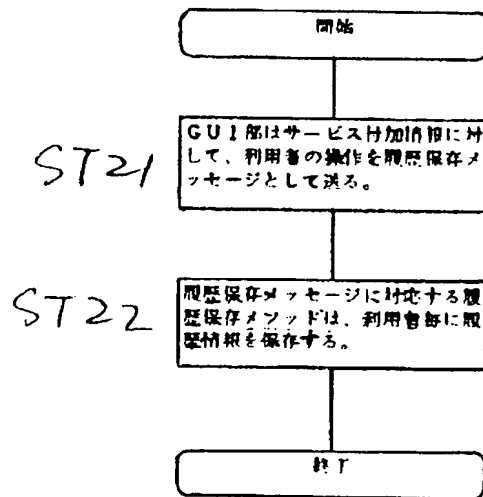 開始
ST21
GUI部はサービス付加情報に対
して、利用者の操作を履歴保存メ
ッセージとして送る。
ST22
履歴保存メッセージに対応する履
歴保存メソッドは、利用者毎に履
歴情報を保存する。
終了